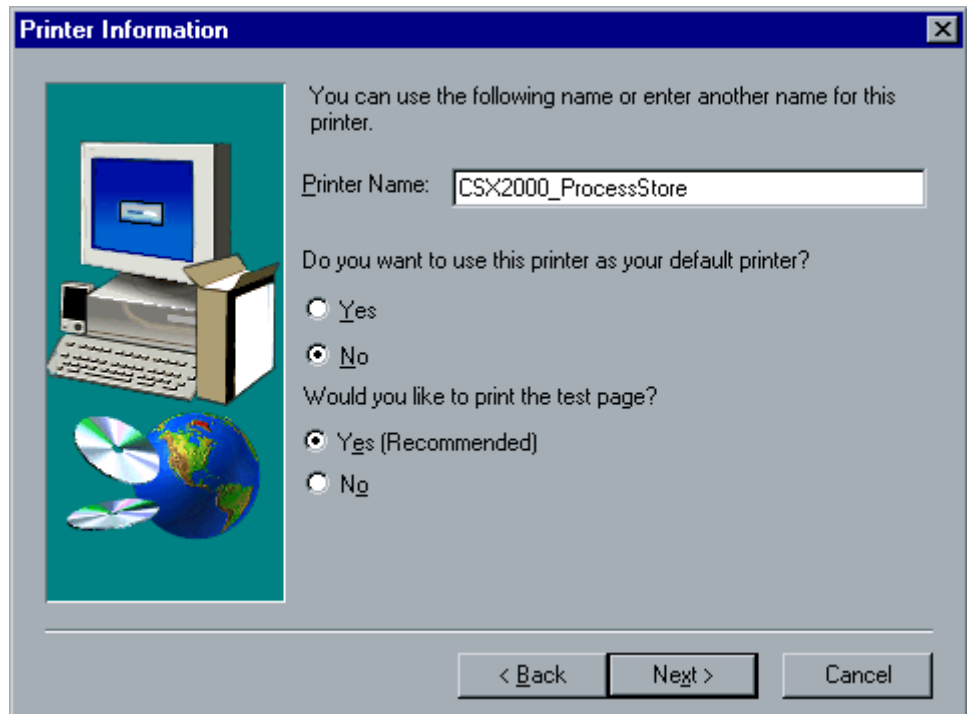 Printer Information
You can use the following name or enter another name for this
printer.
Printer Name: CSX2000_ProcessStore
Do you want to use this printer as your default printer?
Yes
No
Would you like to print the test page?
Yes (Recommended)
No
< Back Next > Cancel